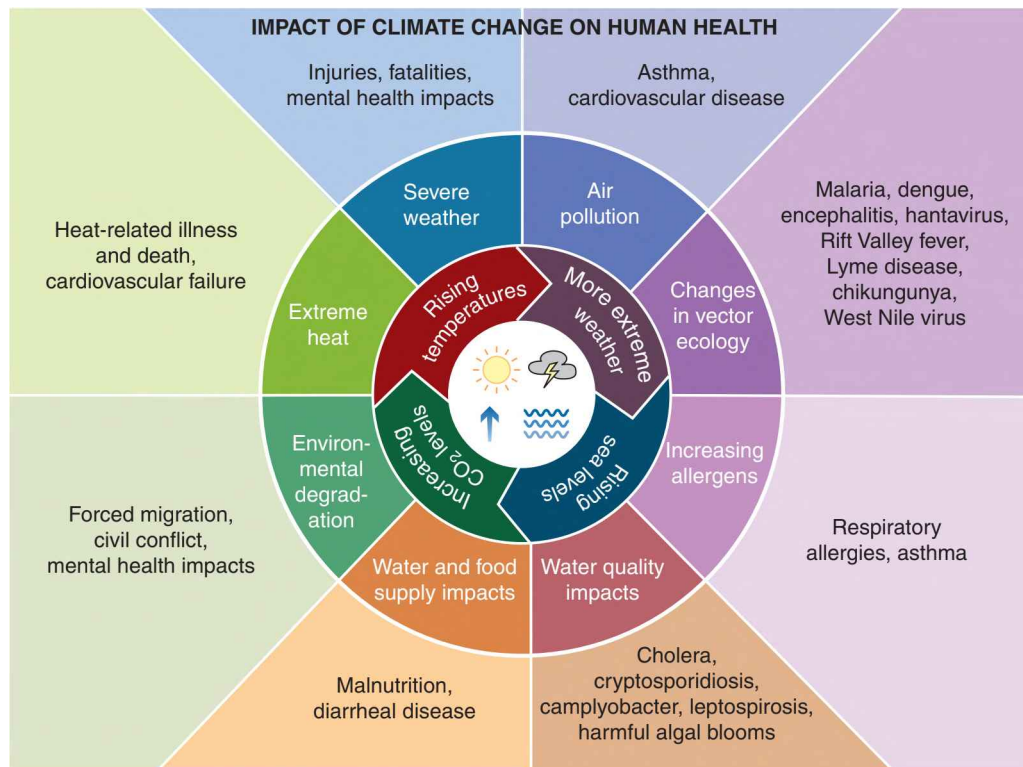 IMPACT OF CLIMATE CHANGE ON HUMAN HEALTH
Injuries, fatalities,
mental health impacts
Asthma,
cardiovascular disease
Malaria, dengue,
encephalitis, hantavirus,
Rift Valley fever,
Lyme disease,
chikungunya,
West Nile virus
Respiratory
allergies, asthma
Cholera,
cryptosporidiosis,
camplyobacter, leptospirosis,
harmful algal blooms
Malnutrition,
diarrheal disease
Forced migration,
civil conflict,
mental health impacts
Heat-related illness
and death,
cardiovascular failure
Severe
weather
Air
pollution
Changes
in vector
ecology
Increasing
allergens
Water quality
impacts
Water and food
supply impacts
Environ-
mental
degrad-
ation
Extreme
heat
Rising
temperatures
More extreme
weather
Rising
sea levels
Increasing
CO₂ levels